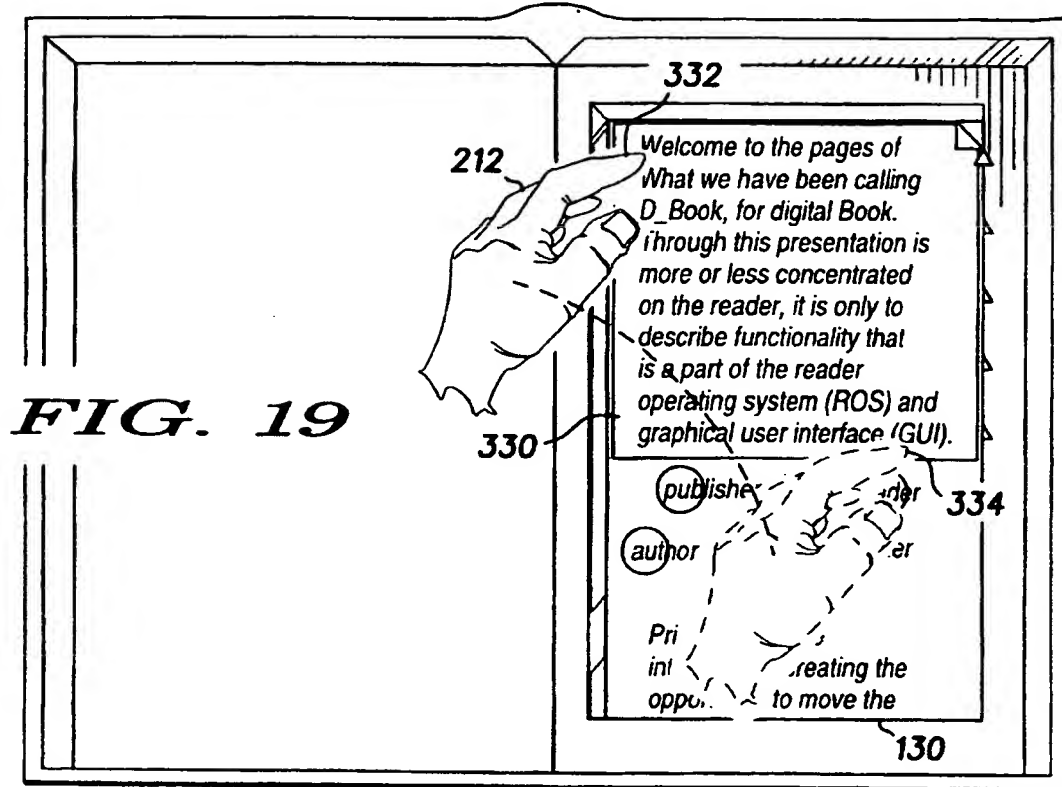 332
212
Welcome to the pages of
What we have been calling
D_Book, for digital Book.
Through this presentation is
more or less concentrated
on the reader, it is only to
describe functionality that
is a part of the reader
operating system (ROS) and
graphical user interface (GUI).
FIG. 19
330
334
author
creating the
to move the
130